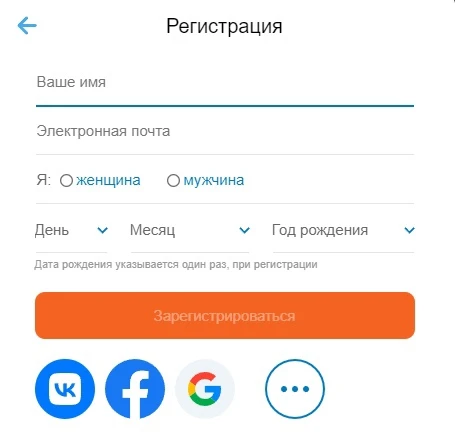 Регистрация
Ваше имя
Электронная почта
Я: женщина мужчина
День Месяц Год рождения
Дата рождения указывается один раз, при регистрации
Зарегистрироваться